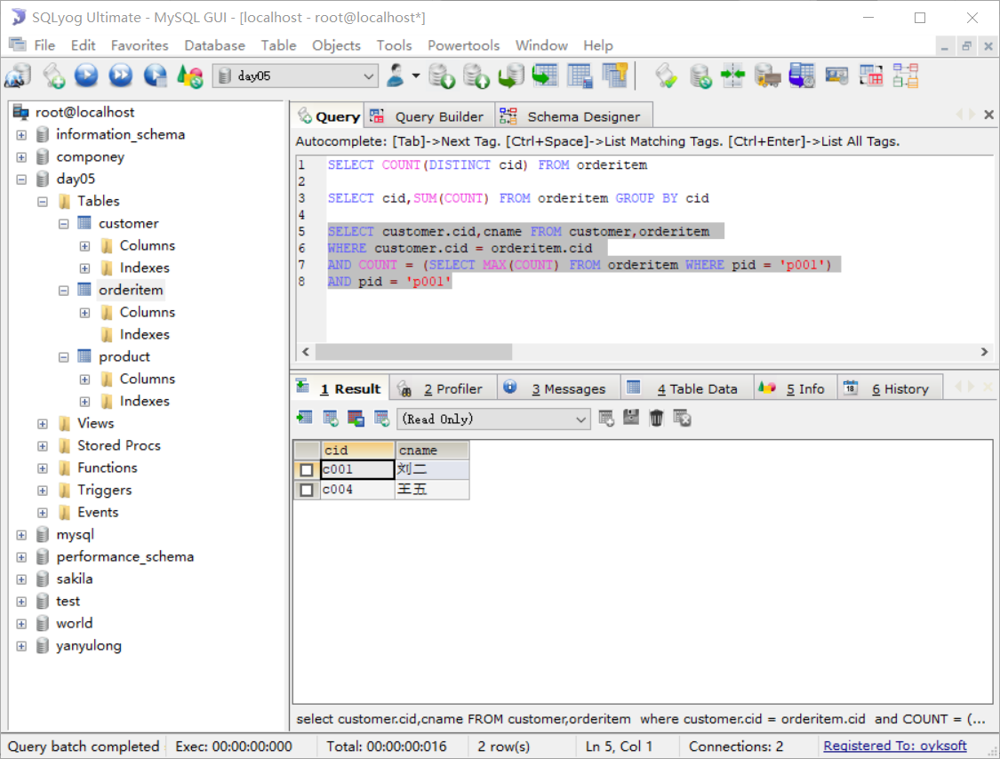 SQLyog Ultimate - MySQL GUI - [localhost - root@localhost*]
File Edit Favorites Database Table Objects Tools Powertools Window Help
day05
root@localhost
information_schema
componey
day05
Tables
customer
Columns
Indexes
orderitem
Columns
Indexes
product
Columns
Indexes
Views
Stored Procs
Functions
Triggers
Events
mysql
performance_schema
sakila
test
world
yanyulong
Query Query Builder Schema Designer
Autocomplete: [Tab]->Next Tag. [Ctrl+Space]->List Matching Tags. [Ctrl+Enter]->List All Tags.
1 SELECT COUNT(DISTINCT cid) FROM orderitem
2
3 SELECT cid,SUM(COUNT) FROM orderitem GROUP BY cid
4
5 SELECT customer.cid,cname FROM customer,orderitem
6 WHERE customer.cid = orderitem.cid
7 AND COUNT = (SELECT MAX(COUNT) FROM orderitem WHERE pid = 'p001')
8 AND pid = 'p001'
1 Result 2 Profiler 3 Messages 4 Table Data 5 Info 18 6 History
(Read Only)
cid cname
c001 刘二
c004 王五
select customer.cid,cname FROM customer,orderitem where customer.cid = orderitem.cid and COUNT = (...
Query batch completed Exec: 00:00:00:000 Total: 00:00:00:016 2 row(s) Ln 5, Col 1 Connections: 2 Registered To: oyksoft